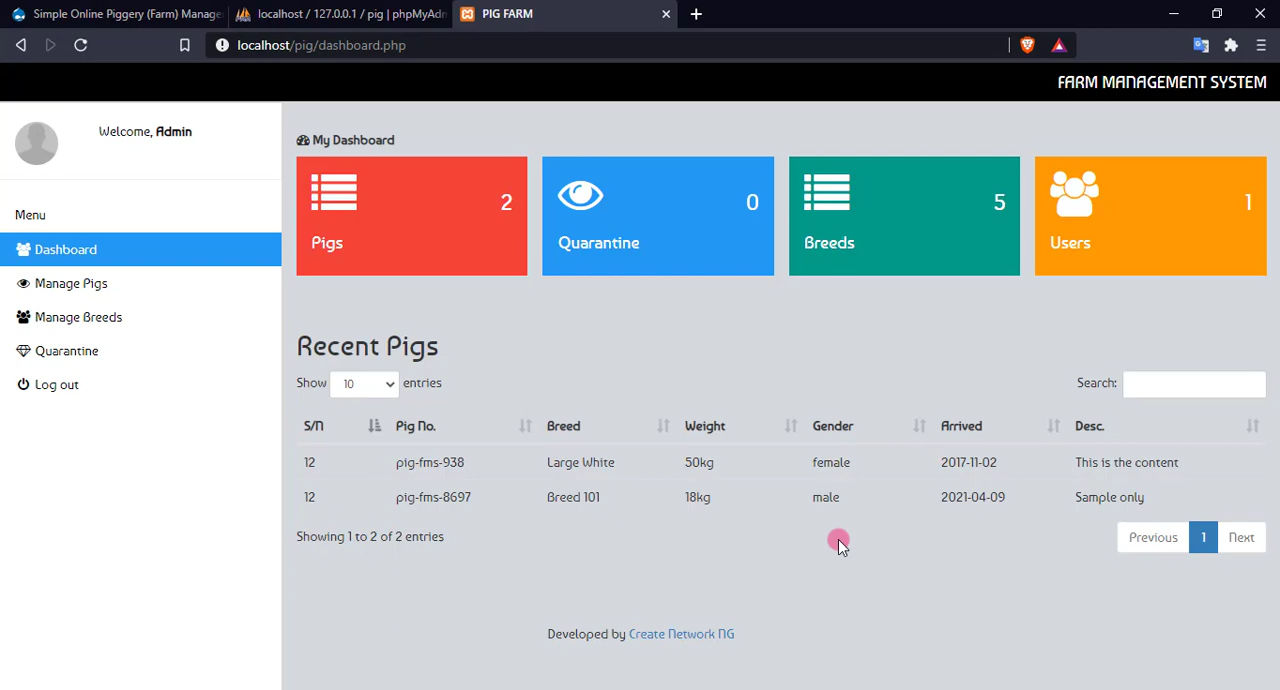 Simple Online Piggery (Farm) Manage
localhost / 127.0.0.1 / pig | phpMyAdm
PIG FARM
localhost/pig/dashboard.php
FARM MANAGEMENT SYSTEM
Welcome, Admin
Menu
Dashboard
Manage Pigs
Manage Breeds
Quarantine
Log out
My Dashboard
2
Pigs
0
Quarantine
5
Breeds
1
Users
Recent Pigs
Show 10 entries
Search:
S/N Pig No. Breed Weight Gender Arrived Desc.
12 pig-fms-938 Large White 50kg female 2017-11-02 This is the content
12 pig-fms-8697 Breed 101 18kg male 2021-04-09 Sample only
Showing 1 to 2 of 2 entries
Previous 1 Next
Developed by Create Network NG